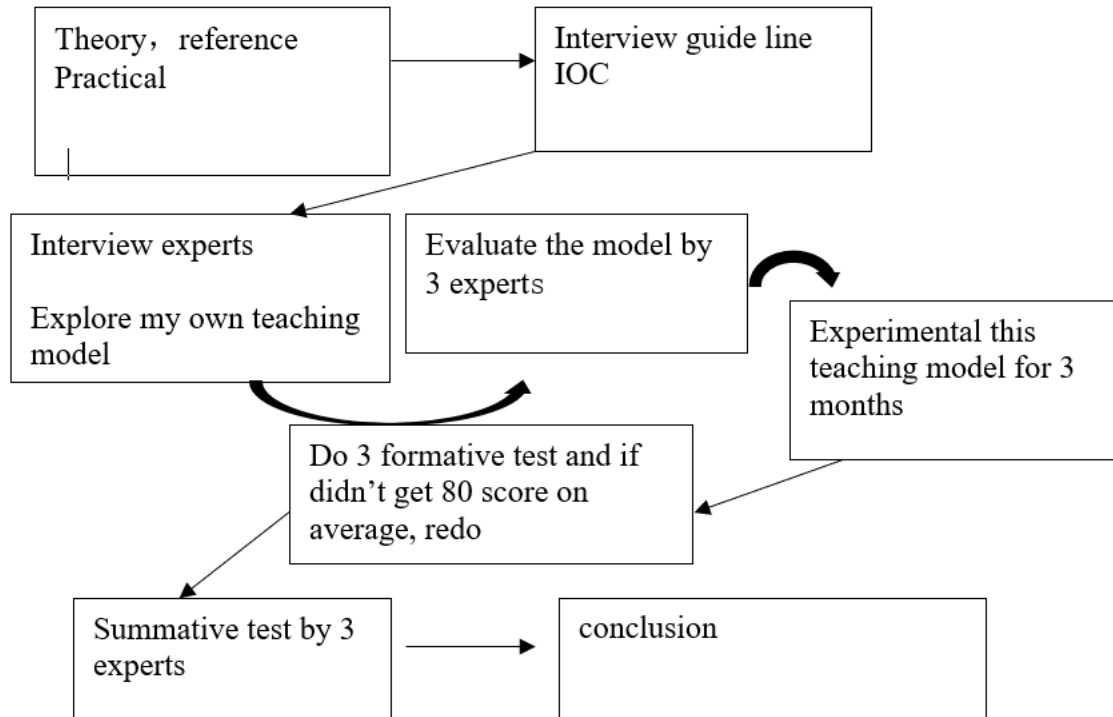 Theory，reference
Practical
Interview guide line
IOC
Interview experts
Explore my own teaching
model
Evaluate the model by
3 experts
Experimental this
teaching model for 3
months
Do 3 formative test and if
didn’t get 80 score on
average, redo
Summative test by 3
experts
conclusion